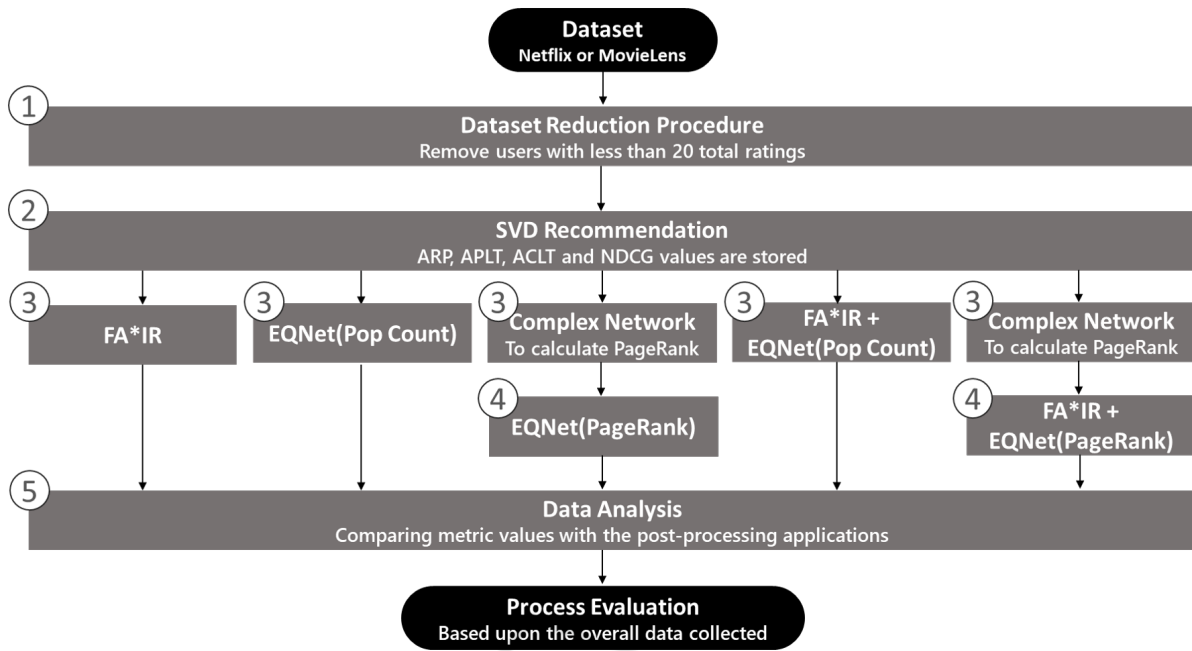 Dataset
Netflix or MovieLens
1
Dataset Reduction Procedure
Remove users with less than 20 total ratings
2
SVD Recommendation
ARP, APLT, ACLT and NDCG values are stored
3
FA*IR
3
EQNet(Pop Count)
3
Complex Network
To calculate PageRank
3
FA*IR +
EQNet(Pop Count)
3
Complex Network
To calculate PageRank
4
EQNet(PageRank)
4
FA*IR +
EQNet(PageRank)
5
Data Analysis
Comparing metric values with the post-processing applications
Process Evaluation
Based upon the overall data collected